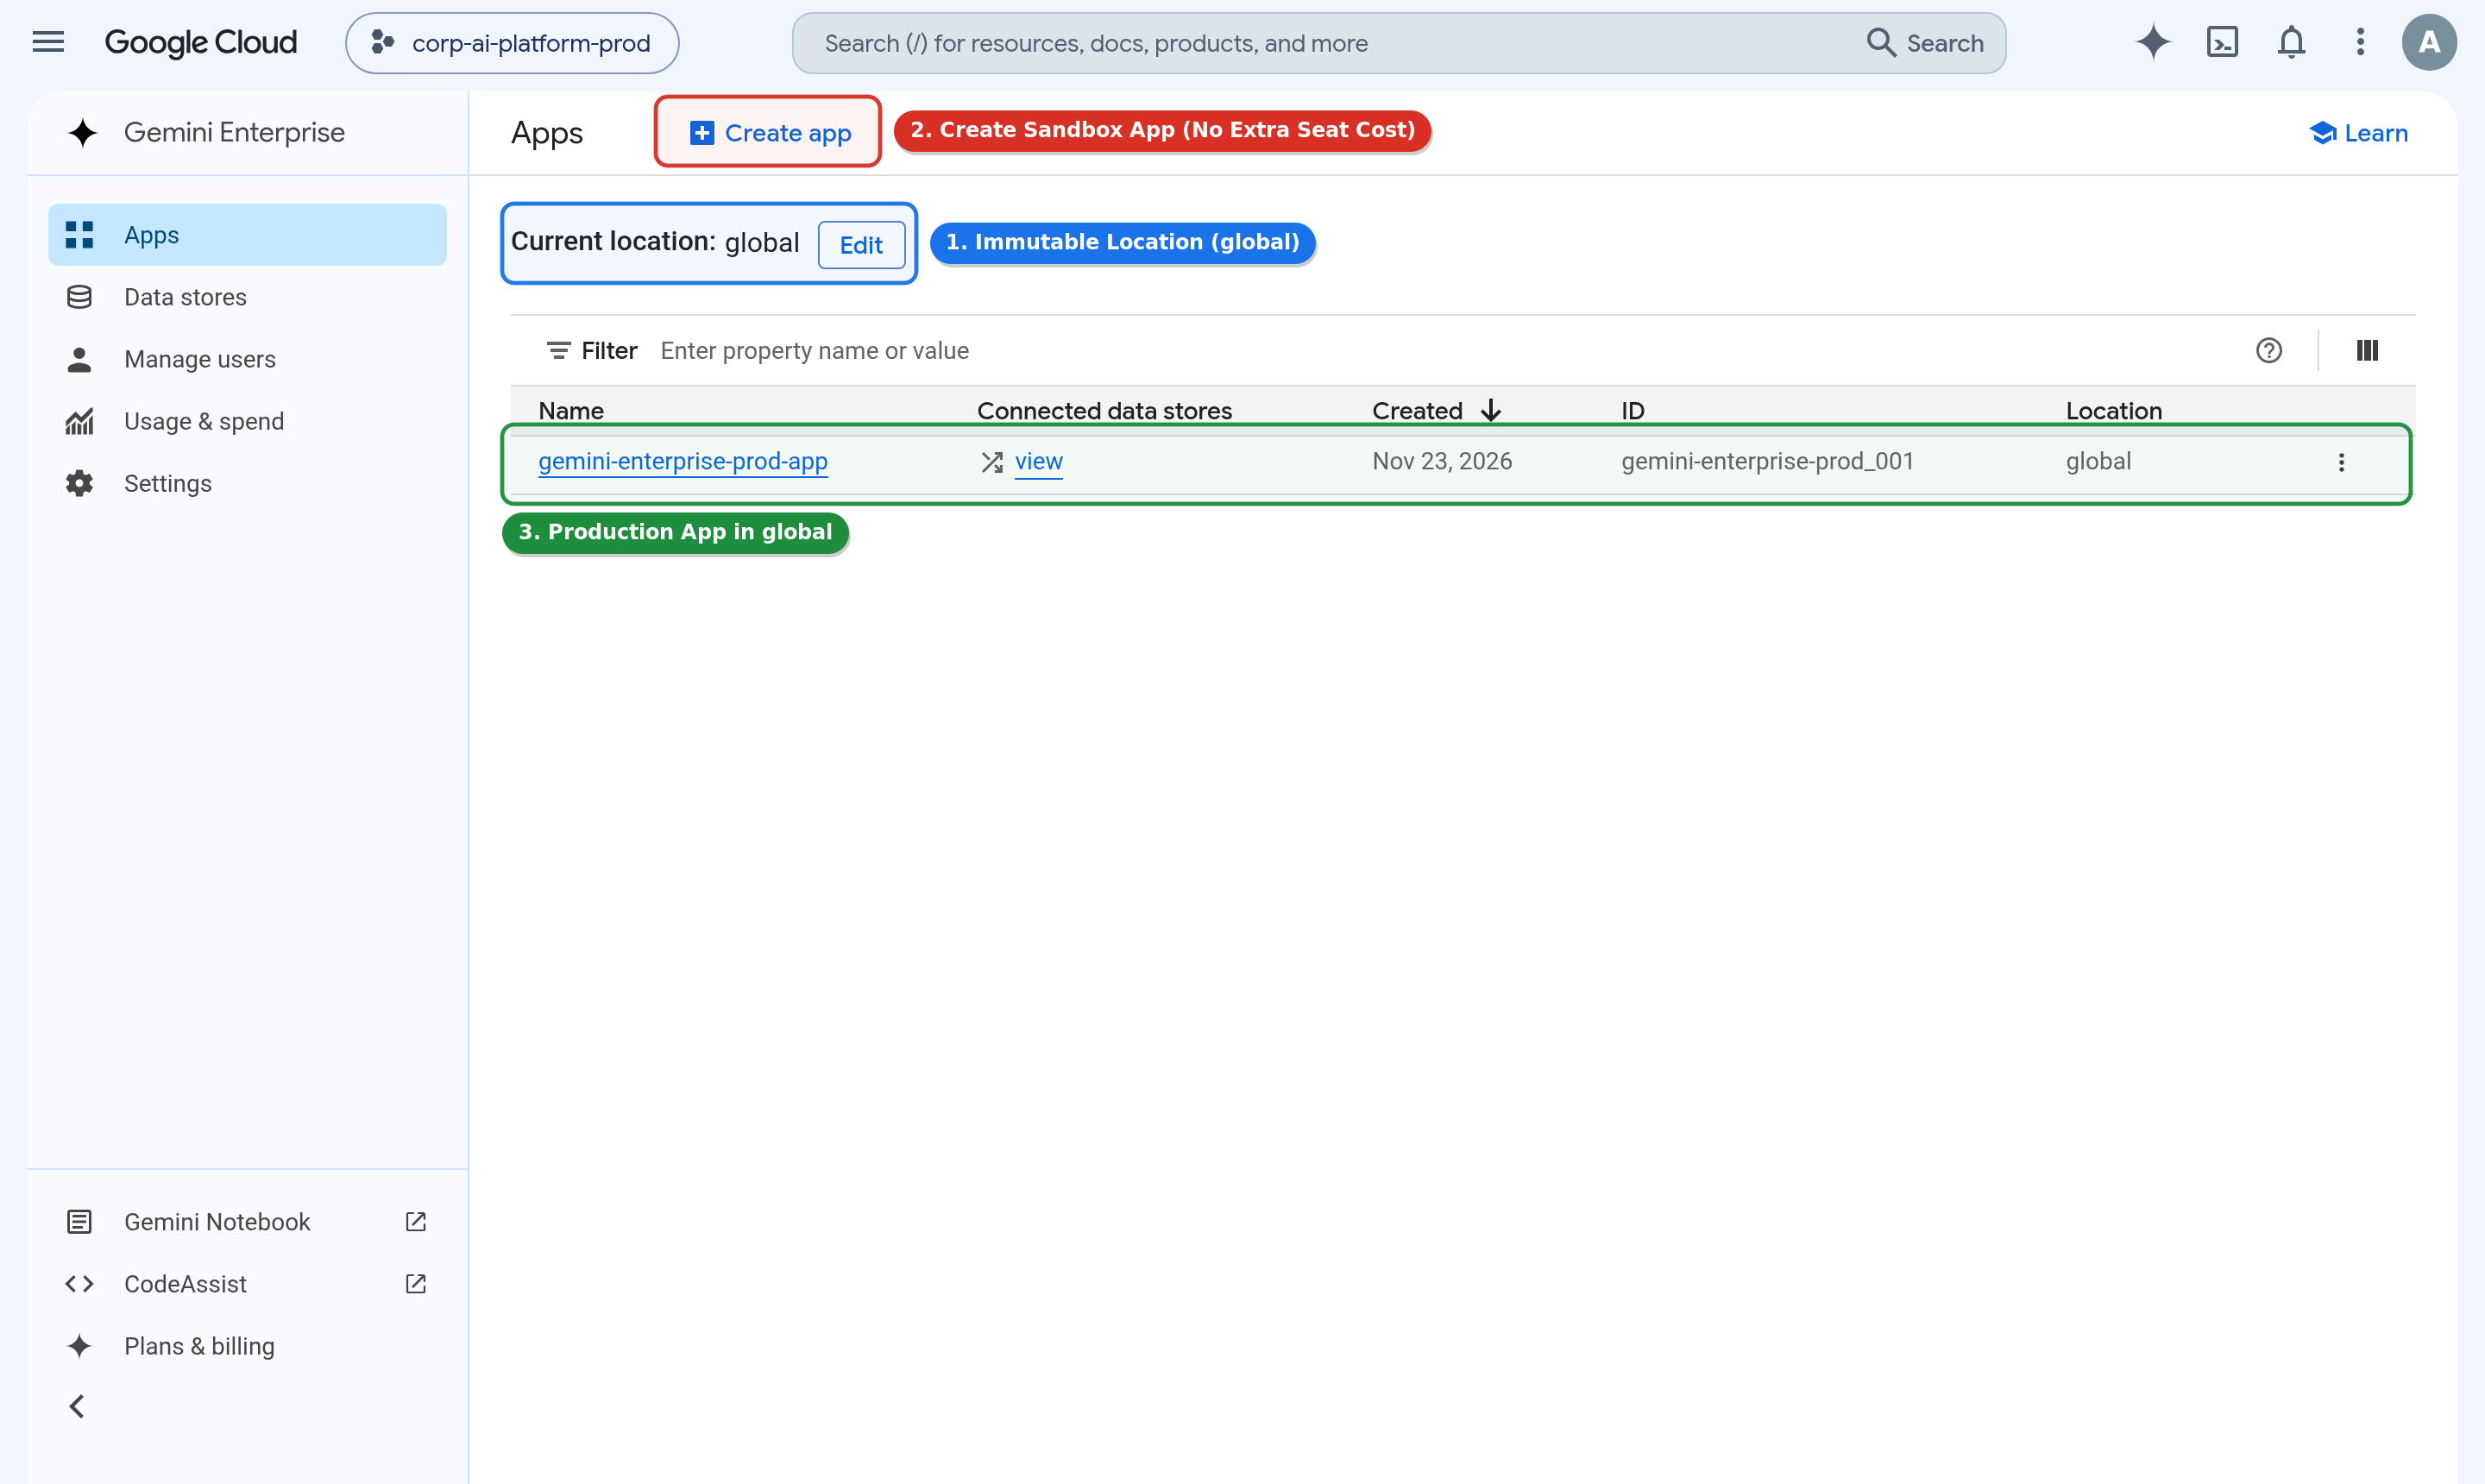 Google Cloud
corp-ai-platform-prod
Search (/) for resources, docs, products, and more
Search
A
Gemini Enterprise
Apps
Data stores
Manage users
Usage & spend
Settings
Gemini Notebook
CodeAssist
Plans & billing
Apps
Create app
2. Create Sandbox App (No Extra Seat Cost)
Learn
Current location: global
Edit
1. Immutable Location (global)
Filter Enter property name or value
Name Connected data stores Created ID Location
gemini-enterprise-prod-app view Nov 23, 2026 gemini-enterprise-prod_001 global
3. Production App in global